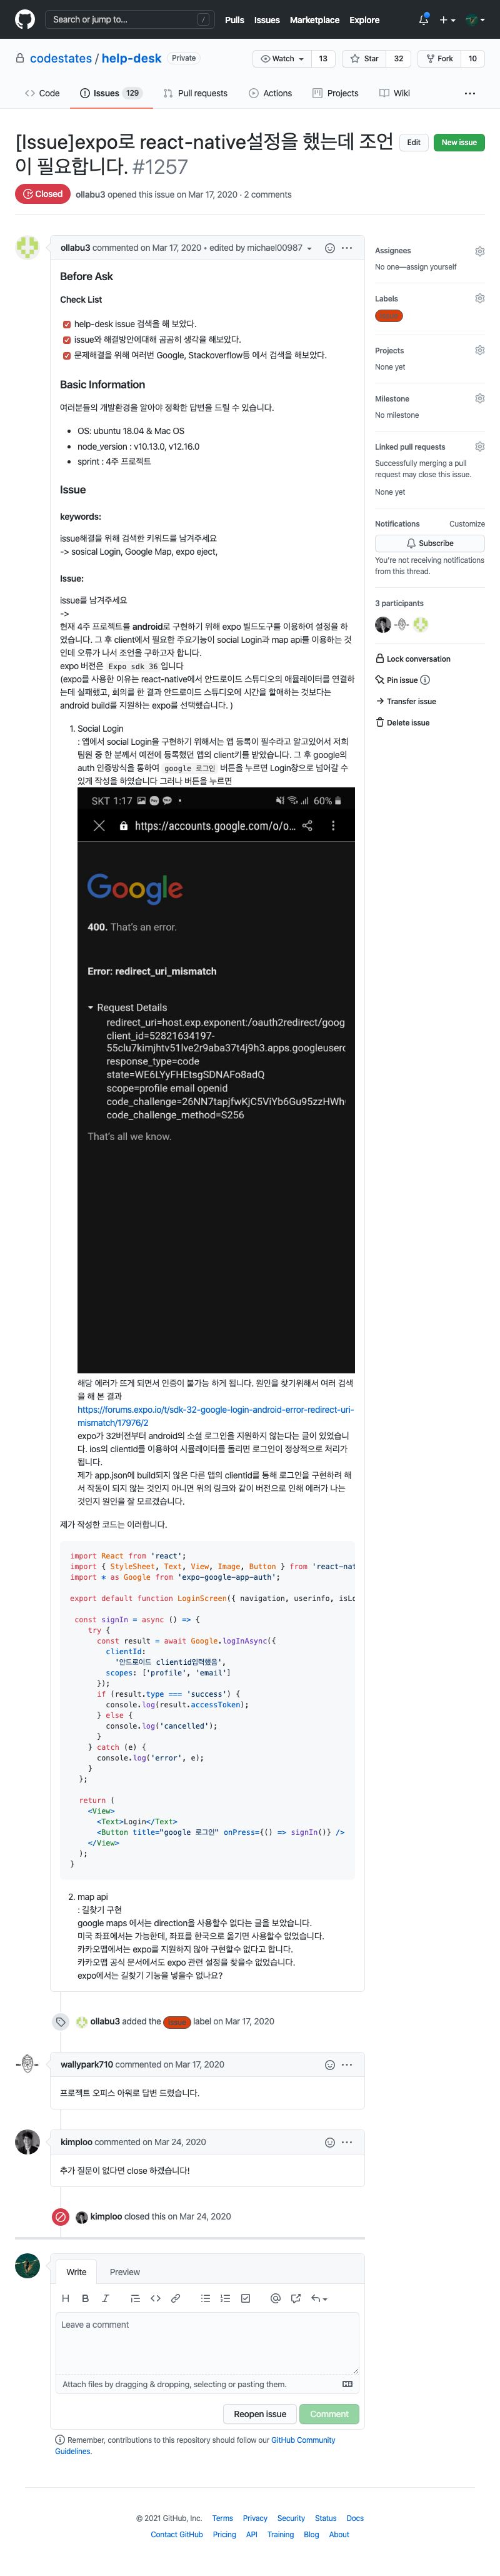 Search or jump to...
/
Pulls Issues Marketplace Explore
codestates / help-desk Private
Watch 13 Star 32 Fork 10
Code Issues 129 Pull requests Actions Projects Wiki
[Issue]expo로 react-native설정을 했는데 조언
이 필요합니다. #1257
Edit New issue
Closed ollabu3 opened this issue on Mar 17, 2020 · 2 comments
ollabu3 commented on Mar 17, 2020 • edited by michael00987
Before Ask
Check List
help-desk issue 검색을 해 보았다.
issue와 해결방안에대해 곰곰히 생각을 해보았다.
문제해결을 위해 여러번 Google, Stackoverflow등 에서 검색을 해보았다.
Basic Information
여러분들의 개발환경을 알아야 정확한 답변을 드릴 수 있습니다.
OS: ubuntu 18.04 & Mac OS
node_version : v10.13.0, v12.16.0
sprint : 4주 프로젝트
Issue
keywords:
issue해결을 위해 검색한 키워드를 남겨주세요
-> sosical Login, Google Map, expo eject,
Issue:
issue를 남겨주세요
->
현재 4주 프로젝트를 android로 구현하기 위해 expo 빌드도구를 이용하여 설정을 하
였습니다. 그 후 client에서 필요한 주요기능이 social Login과 map api를 이용하는 것
인데 오류가 나서 조언을 구하고자 합니다.
expo 버전은 Expo sdk 36 입니다
(expo를 사용한 이유는 react-native에서 안드로이드 스튜디오의 애뮬레이터를 연결하
는데 실패했고, 회의를 한 결과 안드로이드 스튜디오에 시간을 할애하는 것보다는
android build를 지원하는 expo를 선택했습니다. )
1. Social Login
: 앱에서 social Login을 구현하기 위해서는 앱 등록이 필수라고 알고있어서 저희
팀원 중 한 분께서 예전에 등록했던 앱의 client키를 받았습니다. 그 후 google의
auth 인증방식을 통하여 google 로그인 버튼을 누르면 Login창으로 넘어갈 수
있게 작성을 하였습니다 그러나 버튼을 누르면
SKT 1:17 60%
https://accounts.google.com/o/o...
Google
400. That's an error.
Error: redirect_uri_mismatch
Request Details
redirect_uri=host.exp.exponent:/oauth2redirect/goog
client_id=52821634197-
55clu7kimjhtv51lve2r9aba37t4j9h3.apps.googleuserc
response_type=code
state=WE6LYyFHEtsgSDNAFo8adQ
scope=profile email openid
code_challenge=26NN7tapjfwKjC5ViYb6Gu95zzHWh
code_challenge_method=S256
That's all we know.
해당 에러가 뜨게 되면서 인증이 불가능 하게 됩니다. 원인을 찾기위해서 여러 검색
을 해 본 결과
https://forums.expo.io/t/sdk-32-google-login-android-error-redirect-uri-
mismatch/17976/2
expo가 32버전부터 android의 소셜 로그인을 지원하지 않는다는 글이 있었습니
다. ios의 clientId를 이용하여 시뮬레이터를 돌리면 로그인이 정상적으로 처리가
됩니다.
제가 app.json에 build되지 않은 다른 앱의 clientid를 통해 로그인을 구현하려 해
서 작동이 되지 않는 것인지 아니면 위의 링크와 같이 버전으로 인해 에러가 나는
것인지 원인을 잘 모르겠습니다.
제가 작성한 코드는 이러합니다.
import React from 'react';
import { StyleSheet, Text, View, Image, Button } from 'react-nat
import * as Google from 'expo-google-app-auth';
export default function LoginScreen({ navigation, userinfo, isLo
const signIn = async () => {
try {
const result = await Google.logInAsync({
clientId:
'안드로이드 clientid입력했음',
scopes: ['profile', 'email']
});
if (result.type === 'success') {
console.log(result.accessToken);
} else {
console.log('cancelled');
}
} catch (e) {
console.log('error', e);
}
};
return (
<View>
<Text>Login</Text>
<Button title="google 로그인" onPress={() => signIn()} />
</View>
);
}
2. map api
: 길찾기 구현
google maps 에서는 direction을 사용할수 없다는 글을 보았습니다.
미국 좌표에서는 가능한데, 좌표를 한국으로 옮기면 사용할수 없었습니다.
카카오맵에서는 expo를 지원하지 않아 구현할수 없다고 합니다.
카카오맵 공식 문서에서도 expo 관련 설정을 찾을수 없었습니다.
expo에서는 길찾기 기능을 넣을수 없나요?
ollabu3 added the label on Mar 17, 2020
wallypark710 commented on Mar 17, 2020
프로젝트 오피스 아워로 답변 드렸습니다.
kimploo commented on Mar 24, 2020
추가 질문이 없다면 close 하겠습니다!
kimploo closed this on Mar 24, 2020
Write Preview
Leave a comment
Attach files by dragging & dropping, selecting or pasting them.
Reopen issue Comment
Remember, contributions to this repository should follow our GitHub Community
Guidelines.
Assignees
No one—assign yourself
Labels
Projects
None yet
Milestone
No milestone
Linked pull requests
Successfully merging a pull
request may close this issue.
None yet
Notifications Customize
Subscribe
You're not receiving notifications
from this thread.
3 participants
Lock conversation
Pin issue
Transfer issue
Delete issue
© 2021 GitHub, Inc. Terms Privacy Security Status Docs
Contact GitHub Pricing API Training Blog About